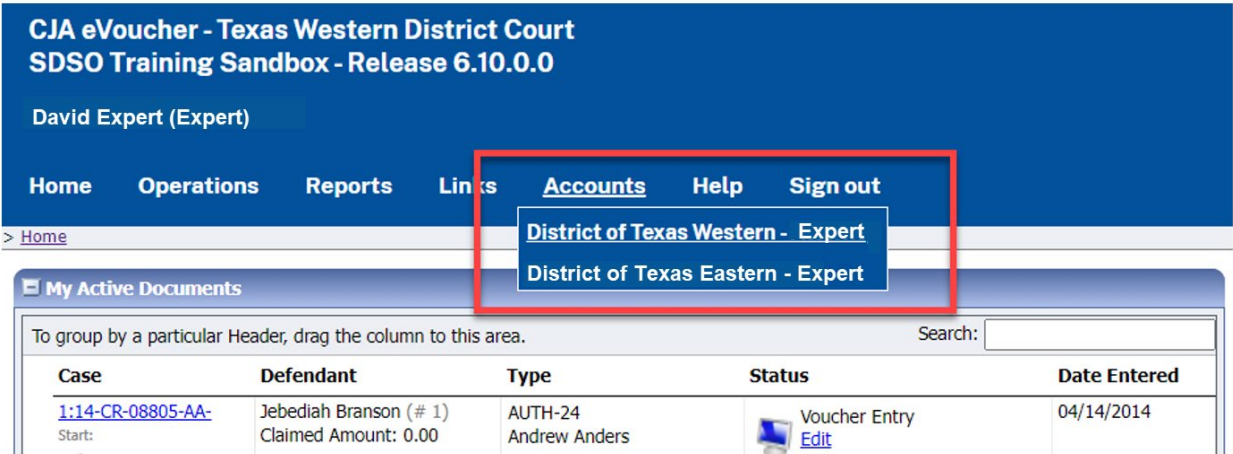 CJA eVoucher - Texas Western District Court
SDSO Training Sandbox - Release 6.10.0.0
David Expert (Expert)
Home Operations Reports Links Accounts Help Sign out
District of Texas Western - Expert
District of Texas Eastern - Expert
> Home
My Active Documents
To group by a particular Header, drag the column to this area. Search:
Case Defendant Type Status Date Entered
1:14-CR-08805-AA- Jebediah Branson (# 1) AUTH-24 Voucher Entry 04/14/2014
Start: Claimed Amount: 0.00 Andrew Anders Edit